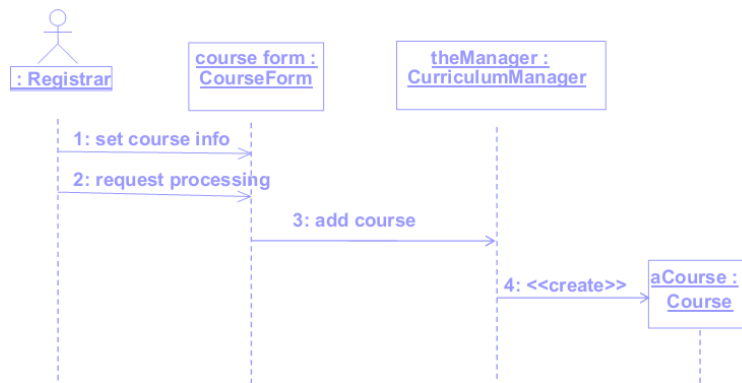 course form :
CourseForm
theManager :
CurriculumManager
: Registrar
1: set course info
2: request processing
3: add course
4: <<create>>
aCourse :
Course